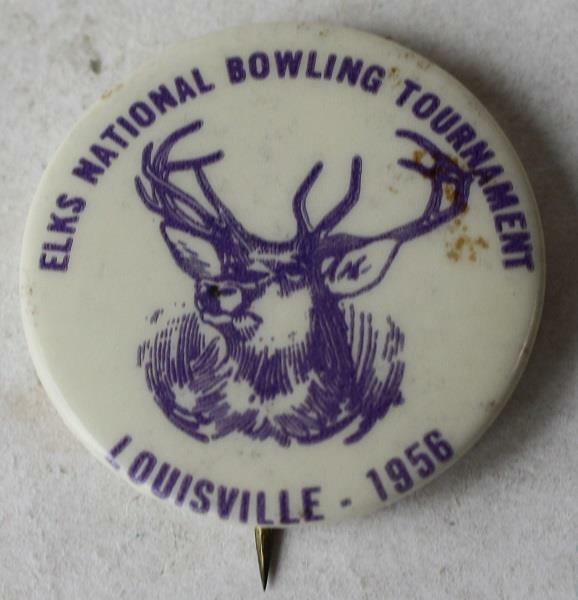 ELKS NATIONAL BOWLING TOURNAMENT
LOUISVILLE - 1956